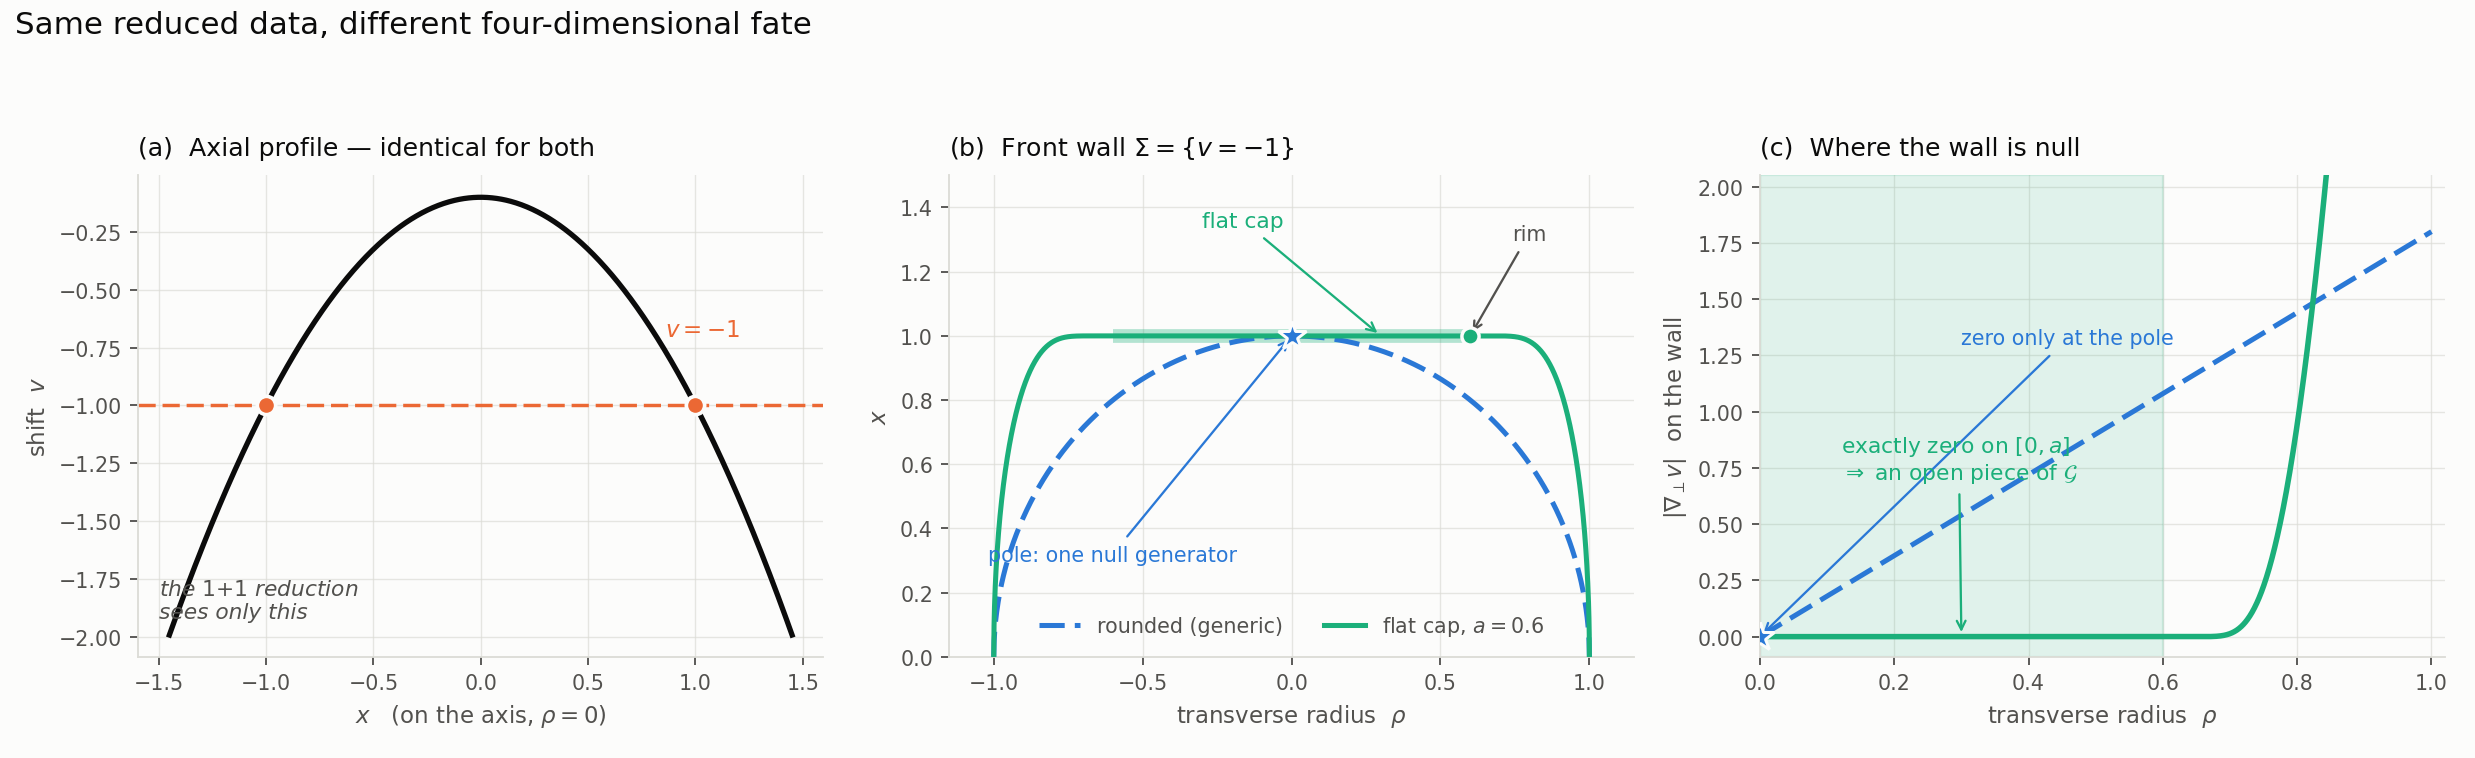 Same reduced data, different four-dimensional fate
(a)  Axial profile — identical for both
shift  v
−0.25
−0.50
−0.75
−1.00
−1.25
−1.50
−1.75
−2.00
v = −1
the 1+1 reduction
sees only this
−1.5
−1.0
−0.5
0.0
0.5
1.0
1.5
x   (on the axis, ρ = 0)
(b)  Front wall Σ = {v = −1}
x
1.4
1.2
1.0
0.8
0.6
0.4
0.2
0.0
flat cap
rim
pole: one null generator
rounded (generic)
flat cap, a = 0.6
−1.0
−0.5
0.0
0.5
1.0
transverse radius  ρ
(c)  Where the wall is null
|∇⊥ v|  on the wall
2.00
1.75
1.50
1.25
1.00
0.75
0.50
0.25
0.00
zero only at the pole
exactly zero on [0, a]
⇒ an open piece of 𝒢
0.0
0.2
0.4
0.6
0.8
1.0
transverse radius  ρ